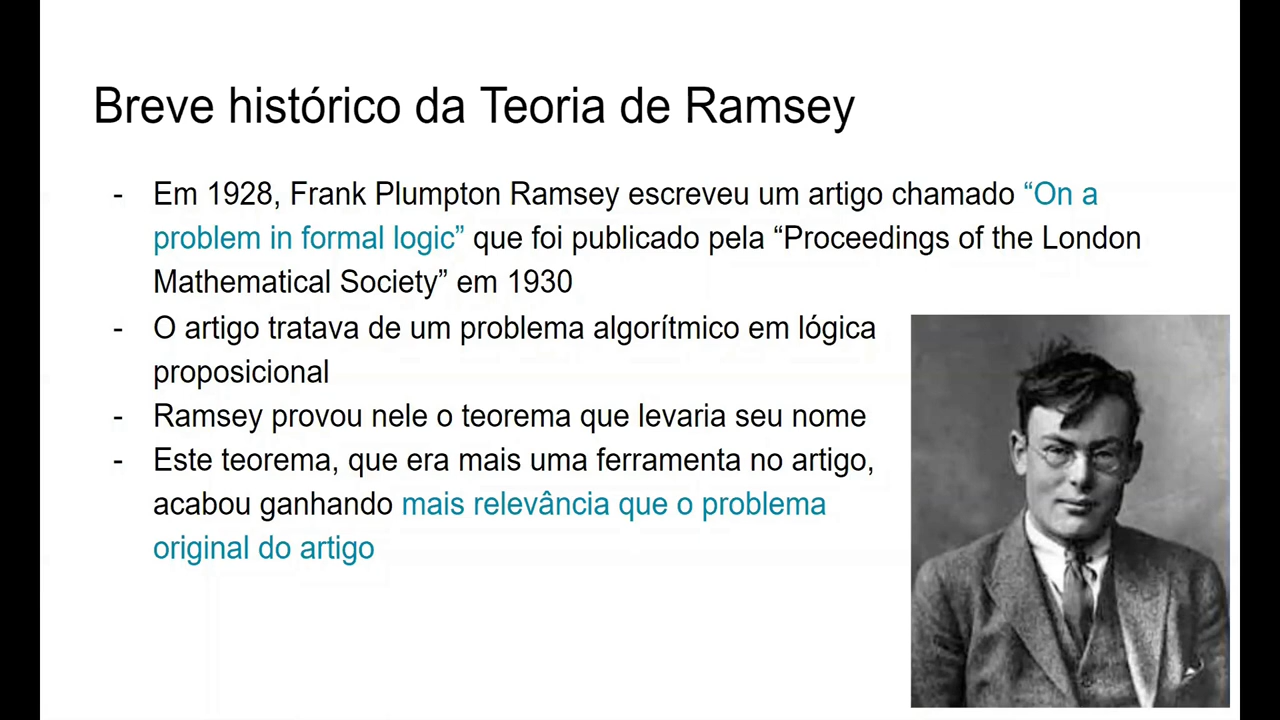 Breve histórico da Teoria de Ramsey
- Em 1928, Frank Plumpton Ramsey escreveu um artigo chamado “On a
problem in formal logic” que foi publicado pela “Proceedings of the London
Mathematical Society” em 1930
- O artigo tratava de um problema algorítmico em lógica
proposicional
- Ramsey provou nele o teorema que levaria seu nome
- Este teorema, que era mais uma ferramenta no artigo,
acabou ganhando mais relevância que o problema
original do artigo